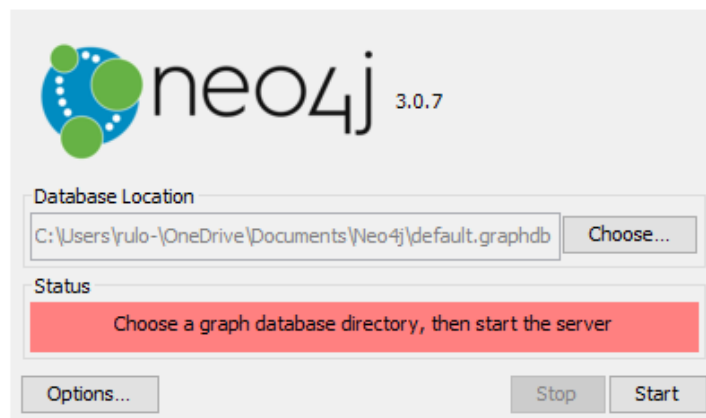 neo4j 3.0.7
Database Location
C:\Users\rulo-\OneDrive\Documents\Neo4j\default.graphdb Choose...
Status
Choose a graph database directory, then start the server
Options... Stop Start